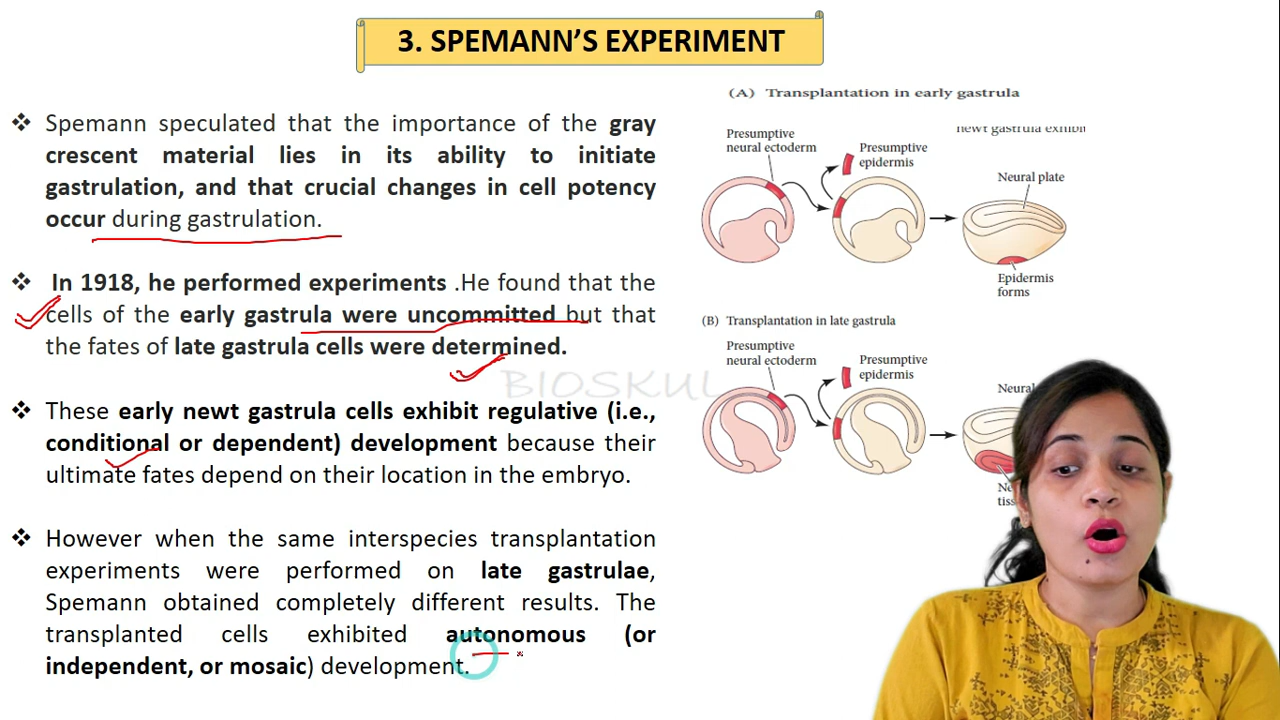 3. SPEMANN'S EXPERIMENT
❖ Spemann speculated that the importance of the gray
crescent material lies in its ability to initiate
gastrulation, and that crucial changes in cell potency
occur during gastrulation.
❖ In 1918, he performed experiments .He found that the
cells of the early gastrula were uncommitted but that
the fates of late gastrula cells were determined.
❖ These early newt gastrula cells exhibit regulative (i.e.,
conditional or dependent) development because their
ultimate fates depend on their location in the embryo.
❖ However when the same interspecies transplantation
experiments were performed on late gastrulae,
Spemann obtained completely different results. The
transplanted cells exhibited autonomous (or
independent, or mosaic) development.
BIOSKUL
(A) Transplantation in early gastrula
newt gastrula exhibit
Presumptive
neural ectoderm
Presumptive
epidermis
Neural plate
Epidermis
forms
(B) Transplantation in late gastrula
Presumptive
neural ectoderm
Presumptive
epidermis
Neural